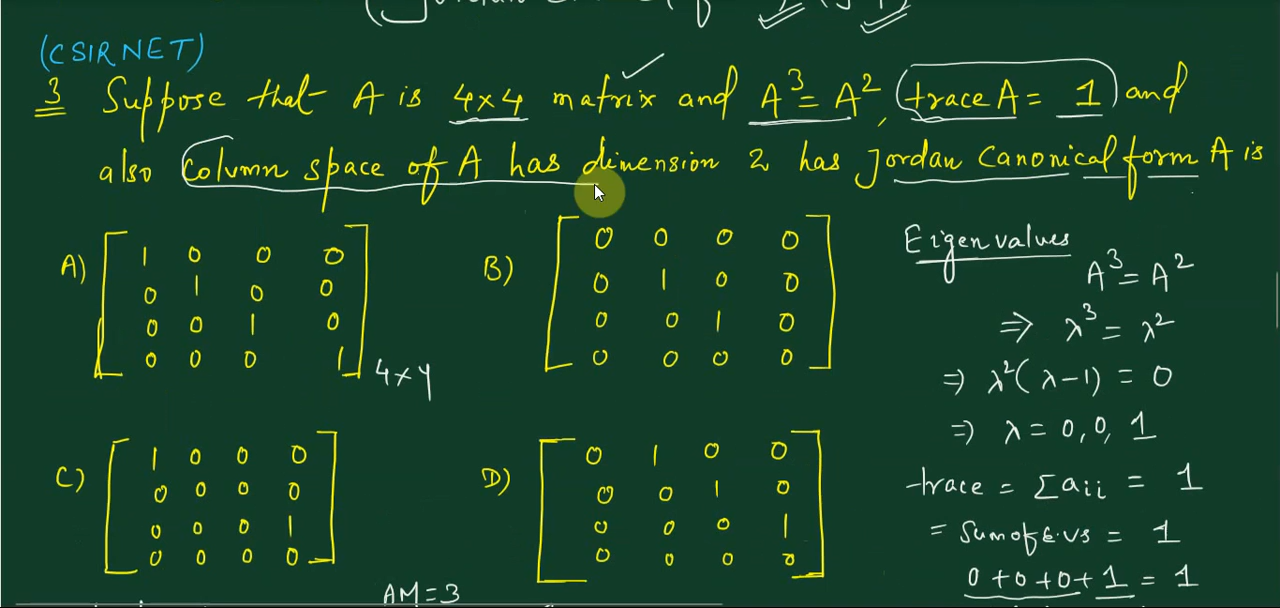 (CSIR NET)
3 Suppose that A is 4×4 matrix and A³ = A², trace A = 1 and
also column space of A has dimension 2 has Jordan Canonical form A is
A) [ 1 0 0 0
0 1 0 0
0 0 1 0
0 0 0 1 ] 4×4
B) [ 0 0 0 0
0 1 0 0
0 0 1 0
0 0 0 0 ]
C) [ 1 0 0 0
0 0 0 0
0 0 0 1
0 0 0 0 ]
D) [ 0 1 0 0
0 0 1 0
0 0 0 1
0 0 0 0 ]
AM = 3
Eigen values
A³ = A²
⇒ λ³ = λ²
⇒ λ²(λ-1) = 0
⇒ λ = 0, 0, 1
trace = Σaii = 1
= Sum of E.Vs = 1
0 + 0 + 0 + 1 = 1